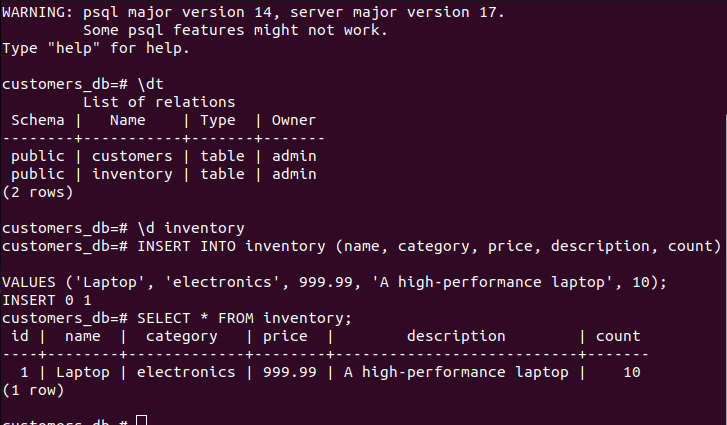 WARNING: psql major version 14, server major version 17.
         Some psql features might not work.
Type "help" for help.

customers_db=# \dt
         List of relations
 Schema |   Name    | Type  | Owner
--------+-----------+-------+-------
 public | customers | table | admin
 public | inventory | table | admin
(2 rows)

customers_db=# \d inventory
customers_db=# INSERT INTO inventory (name, category, price, description, count)

VALUES ('Laptop', 'electronics', 999.99, 'A high-performance laptop', 10);
INSERT 0 1
customers_db=# SELECT * FROM inventory;
 id |  name  |  category   | price  |        description        | count
----+--------+-------------+--------+---------------------------+-------
  1 | Laptop | electronics | 999.99 | A high-performance laptop |    10
(1 row)

customers_db=#